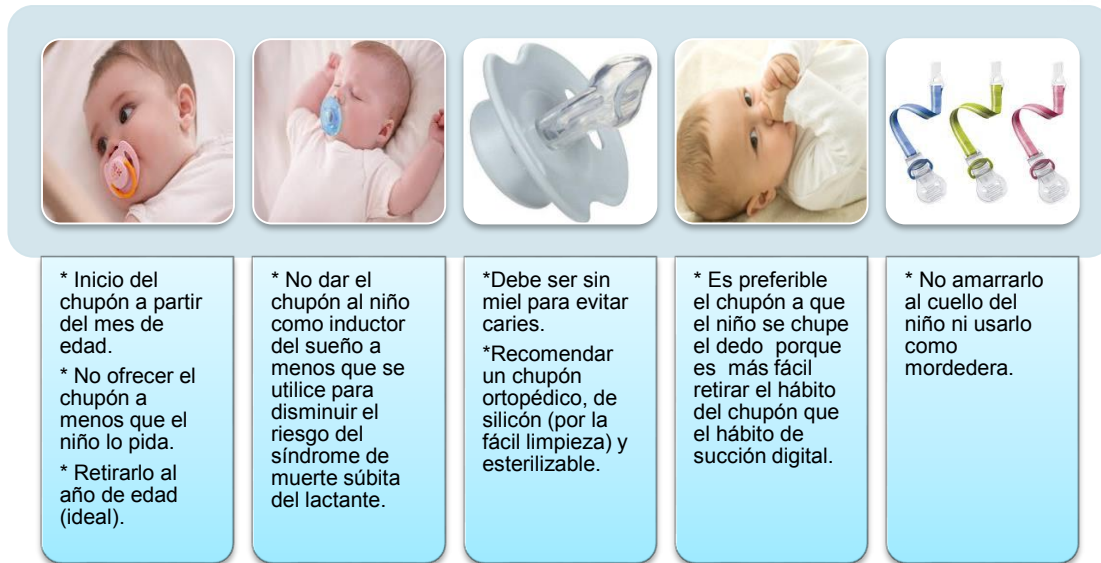 * Inicio del
chupón a partir
del mes de
edad.
* No ofrecer el
chupón a
menos que el
niño lo pida.
* Retirarlo al
año de edad
(ideal).
* No dar el
chupón al niño
como inductor
del sueño a
menos que se
utilice para
disminuir el
riesgo del
síndrome de
muerte súbita
del lactante.
*Debe ser sin
miel para evitar
caries.
*Recomendar
un chupón
ortopédico, de
silicón (por la
fácil limpieza) y
esterilizable.
* Es preferible
el chupón a que
el niño se chupe
el dedo porque
es más fácil
retirar el hábito
del chupón que
el hábito de
succión digital.
* No amarrarlo
al cuello del
niño ni usarlo
como
mordedera.